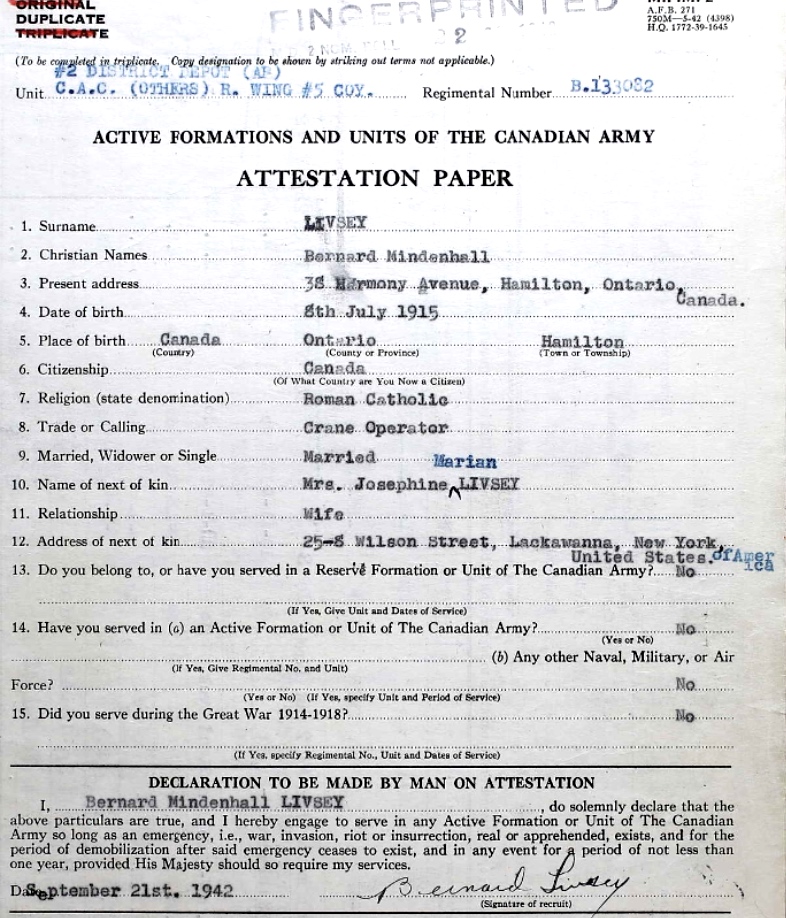 ORIGINAL
DUPLICATE
TRIPLICATE
FINGERPRINTED
2
A.F.B. 271
750M—5-42 (4398)
H.Q. 1772-39-1645
(To be completed in triplicate. Copy designation to be shown by striking out terms not applicable.)
#2 DISTRICT DEPOT (AF)
Unit C.A.C. (OTHERS) R. WING #5 COY. Regimental Number B.133082
ACTIVE FORMATIONS AND UNITS OF THE CANADIAN ARMY
ATTESTATION PAPER
1. Surname LIVSEY
2. Christian Names Bernard Mindenhall
3. Present address 38 Harmony Avenue, Hamilton, Ontario,
Canada.
4. Date of birth 8th July 1915
5. Place of birth Canada Ontario Hamilton
(Country) (County or Province) (Town or Township)
6. Citizenship Canada
(Of What Country are You Now a Citizen)
7. Religion (state denomination) Roman Catholic
8. Trade or Calling Crane Operator
9. Married, Widower or Single Married
Marian
10. Name of next of kin Mrs. Josephine LIVSEY
11. Relationship Wife
12. Address of next of kin 25-8 Wilson Street, Lackawanna, New York,
United States. of Amer
ica
13. Do you belong to, or have you served in a Reserve Formation or Unit of The Canadian Army? No
(If Yes, Give Unit and Dates of Service)
14. Have you served in (a) an Active Formation or Unit of The Canadian Army? No
(Yes or No)
(b) Any other Naval, Military, or Air
(If Yes, Give Regimental No. and Unit)
Force? No
(Yes or No) (If Yes, specify Unit and Period of Service)
15. Did you serve during the Great War 1914-1918? No
(If Yes, specify Regimental No., Unit and Dates of Service)
DECLARATION TO BE MADE BY MAN ON ATTESTATION
I, Bernard Mindenhall LIVSEY, do solemnly declare that the
above particulars are true, and I hereby engage to serve in any Active Formation or Unit of The Canadian
Army so long as an emergency, i.e., war, invasion, riot or insurrection, real or apprehended, exists, and for the
period of demobilization after said emergency ceases to exist, and in any event for a period of not less than
one year, provided His Majesty should so require my services.
Date September 21st. 1942 Bernard Livsey
(Signature of recruit)